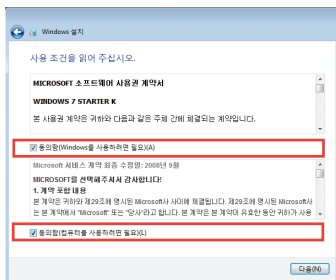 Windows 설치
사용 조건을 읽어 주십시오.
MICROSOFT 소프트웨어 사용권 계약서
WINDOWS 7 STARTER K
본 사용권 계약은 귀하와 다음과 같은 주체 간에 체결되는 계약입니다.
동의함(Windows를 사용하려면 필요)(A)
Microsoft 서비스 계약 최종 수정일: 2008년 9월
MICROSOFT를 선택해주셔서 감사합니다!
1. 계약 포함 내용
본 계약은 귀하와 제29조에 명시된 Microsoft사 사이에 체결됩니다. 제29조에 명시된 Microsoft사
는 본 계약에서 "Microsoft" 또는 "당사"라고 합니다. 본 계약은 본 계약이 유효한 동안 귀하가 사용
동의함(컴퓨터를 사용하려면 필요)(L)
다음(N)